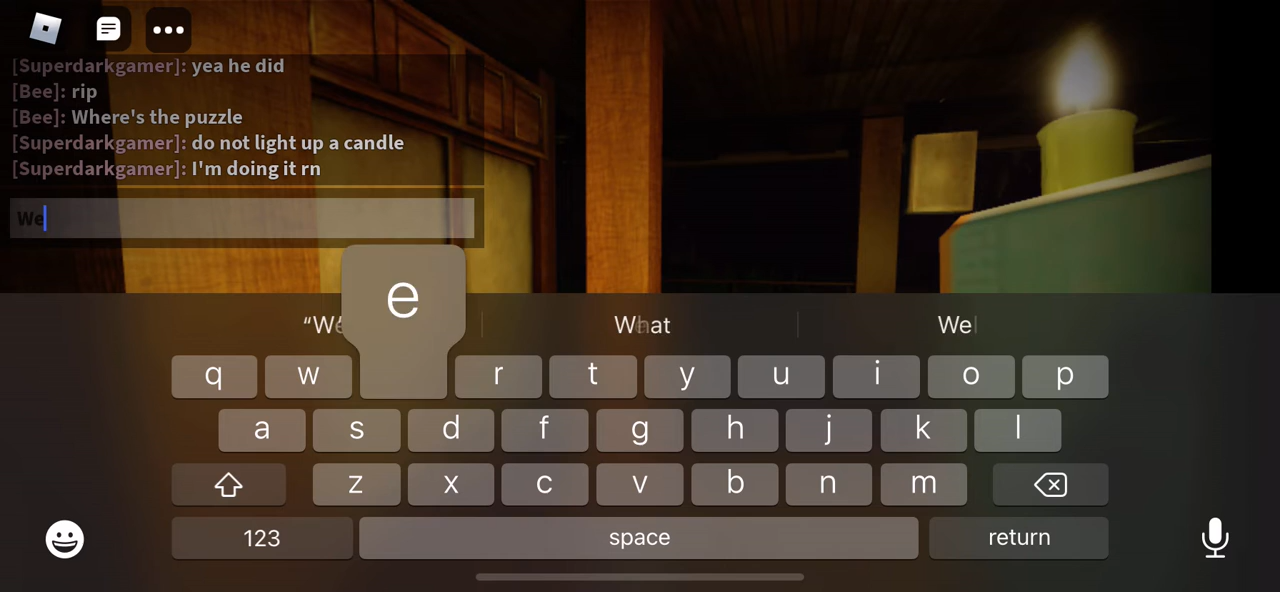 [Superdarkgamer]: yea he did
[Bee]: rip
[Bee]: Where's the puzzle
[Superdarkgamer]: do not light up a candle
[Superdarkgamer]: I'm doing it rn
We
e
“We What We
q w r t y u i o p
a s d f g h j k l
z x c v b n m
123 space return